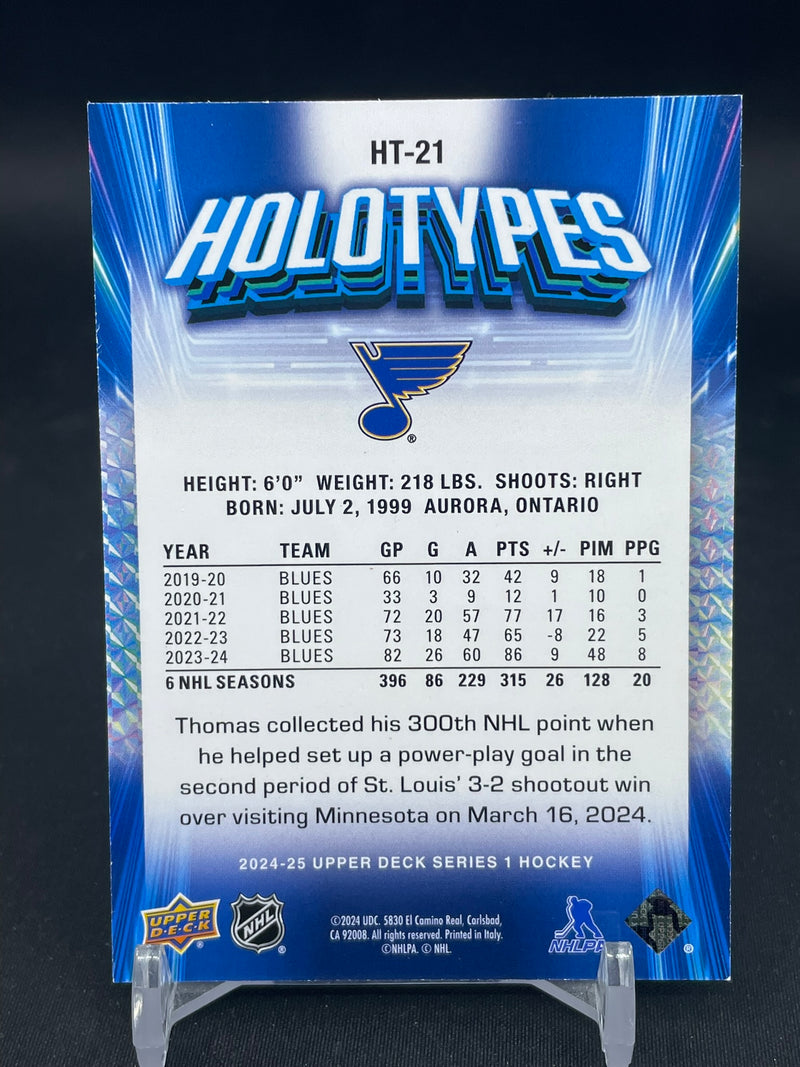 HT-21
HOLOTYPES
®
HEIGHT: 6'0" WEIGHT: 218 LBS. SHOOTS: RIGHT
BORN: JULY 2, 1999 AURORA, ONTARIO
YEAR TEAM GP G A PTS +/- PIM PPG
2019-20 BLUES 66 10 32 42 9 18 1
2020-21 BLUES 33 3 9 12 1 10 0
2021-22 BLUES 72 20 57 77 17 16 3
2022-23 BLUES 73 18 47 65 -8 22 5
2023-24 BLUES 82 26 60 86 9 48 8
6 NHL SEASONS 396 86 229 315 26 128 20
Thomas collected his 300th NHL point when
he helped set up a power-play goal in the
second period of St. Louis' 3-2 shootout win
over visiting Minnesota on March 16, 2024.
2024-25 UPPER DECK SERIES 1 HOCKEY
UPPER DECK ®
NHL ®
©2024 UDC. 5830 El Camino Real, Carlsbad,
CA 92008. All rights reserved. Printed in Italy.
©NHLPA. © NHL.
NHLPA ®